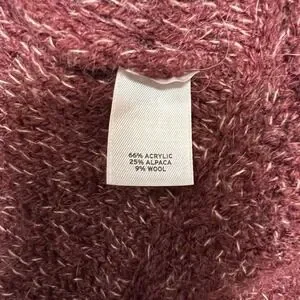 66% ACRYLIC
25% ALPACA
9% WOOL